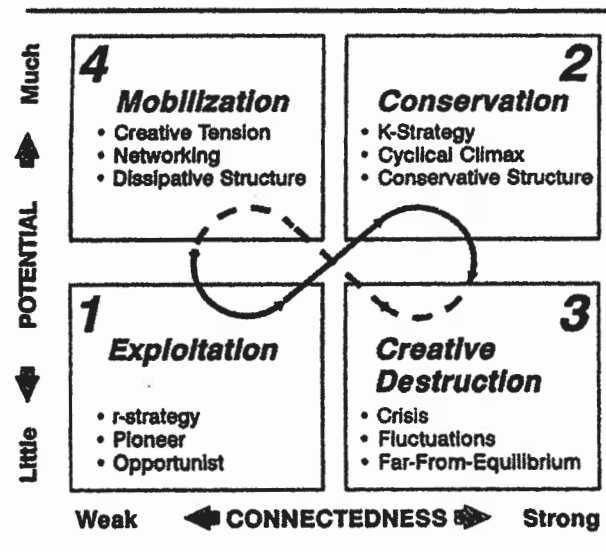 4
Mobilization
• Creative Tension
• Networking
• Dissipative Structure
2
Conservation
• K-Strategy
• Cyclical Climax
• Conservative Structure
1
Exploitation
• r-strategy
• Pioneer
• Opportunist
3
Creative
Destruction
• Crisis
• Fluctuations
• Far-From-Equilibrium
Much
POTENTIAL
Little
Weak
CONNECTEDNESS
Strong